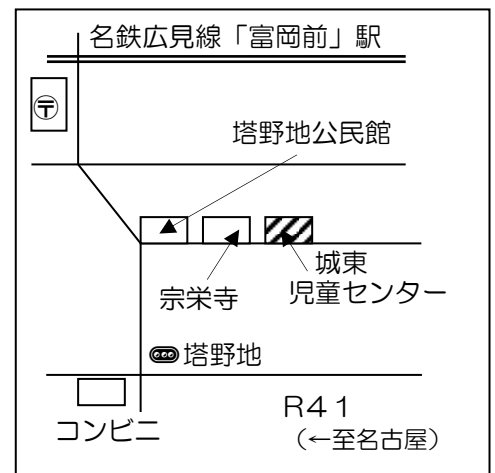 名鉄広見線「富岡前」駅
〒
塔野地公民館
城東
児童センター
宗栄寺
塔野地
コンビニ
R41
(←至名古屋)